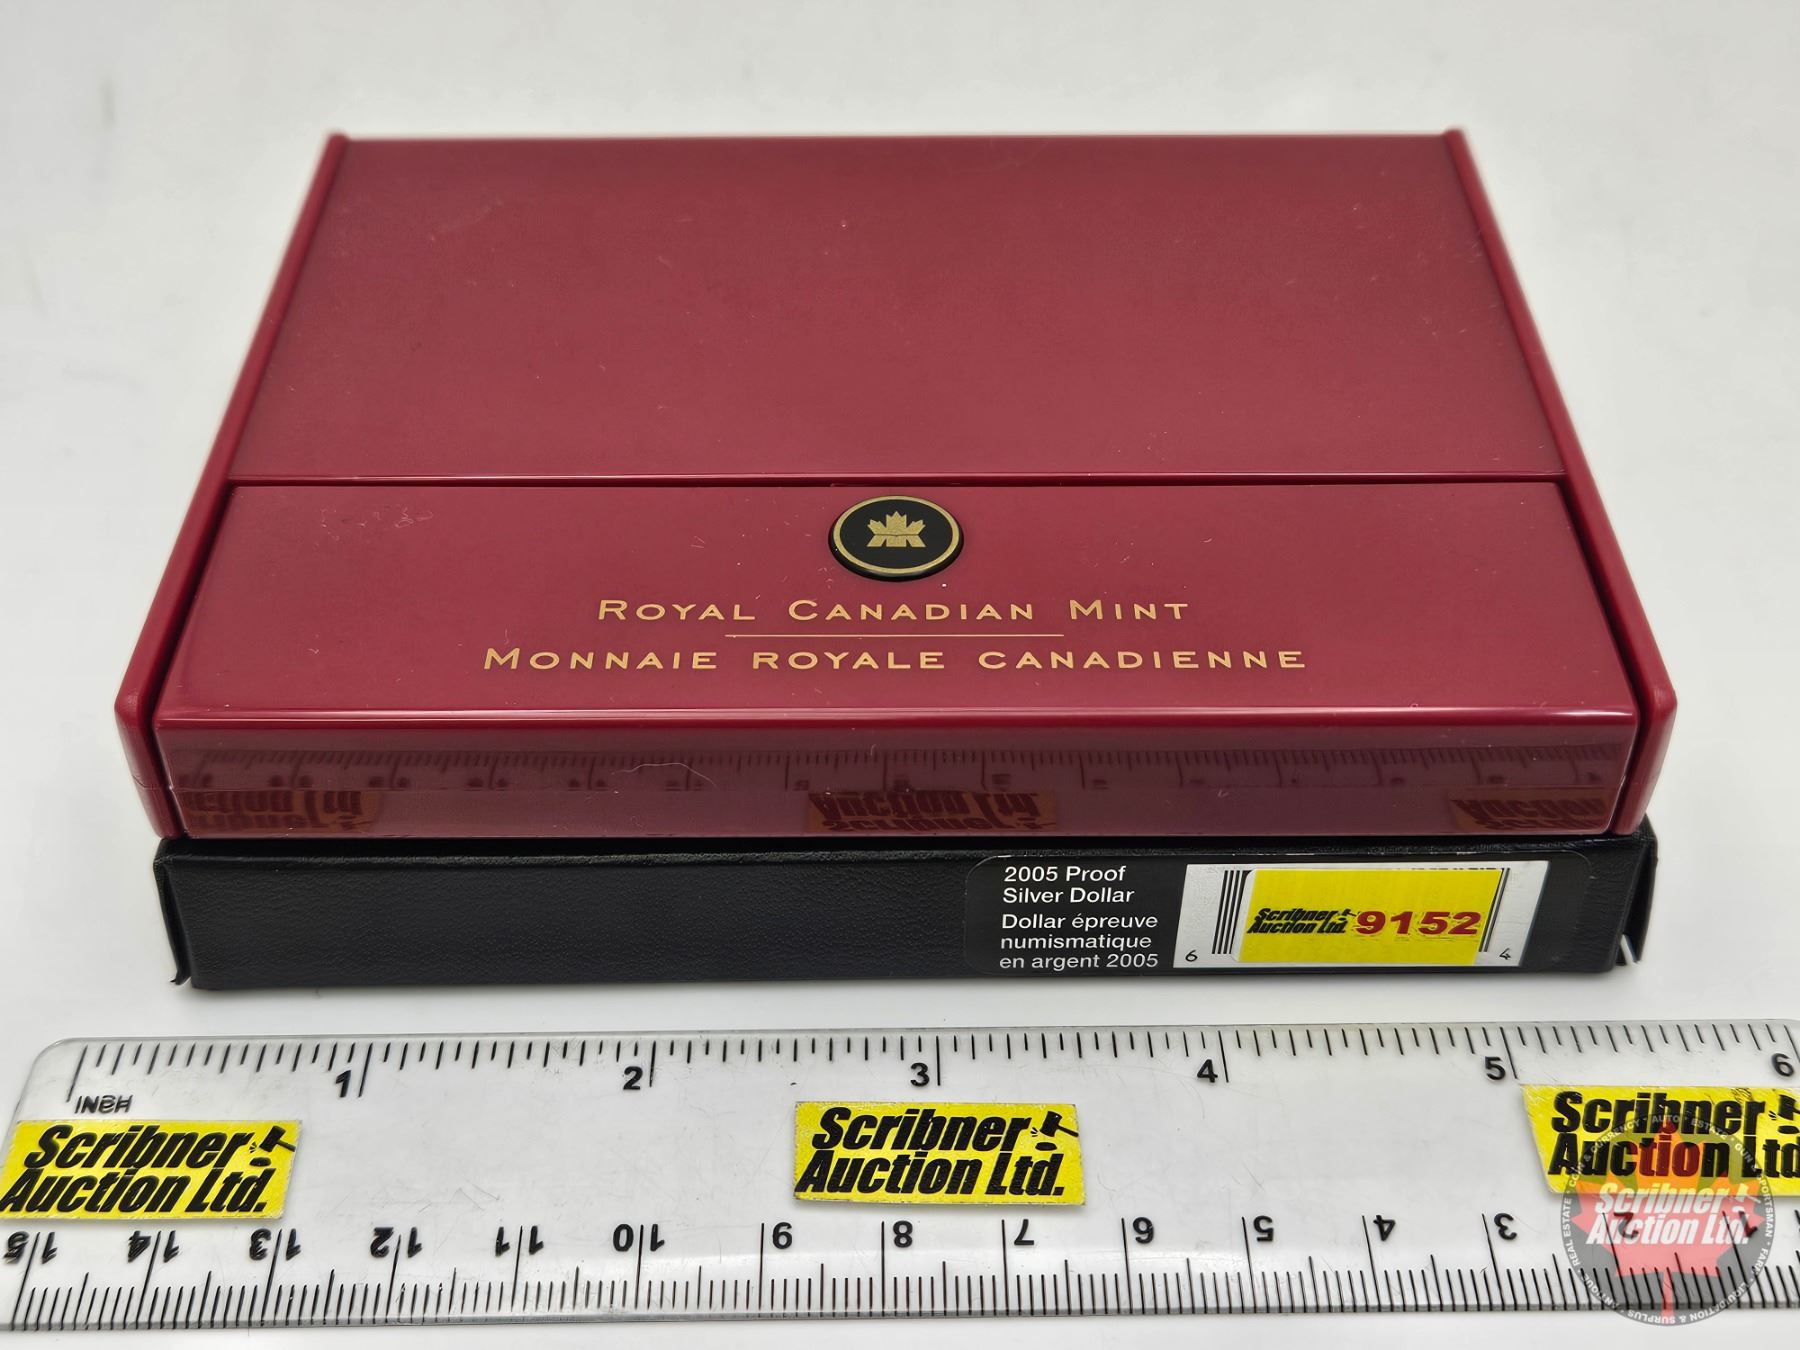 ROYAL CANADIAN MINT
MONNAIE ROYALE CANADIENNE
2005 Proof
Silver Dollar
Dollar épreuve
numismatique
en argent 2005
Scribner
Auction Ltd.
9152
6 4
1 2 3 4 5 6
INCH
Scribner
Auction Ltd.
Scribner
Auction Ltd.
Scribner
Auction Ltd.
15 14 13 12 11 10 9 8 7 6 5 4 3 2 1
Scribner
Auction Ltd.